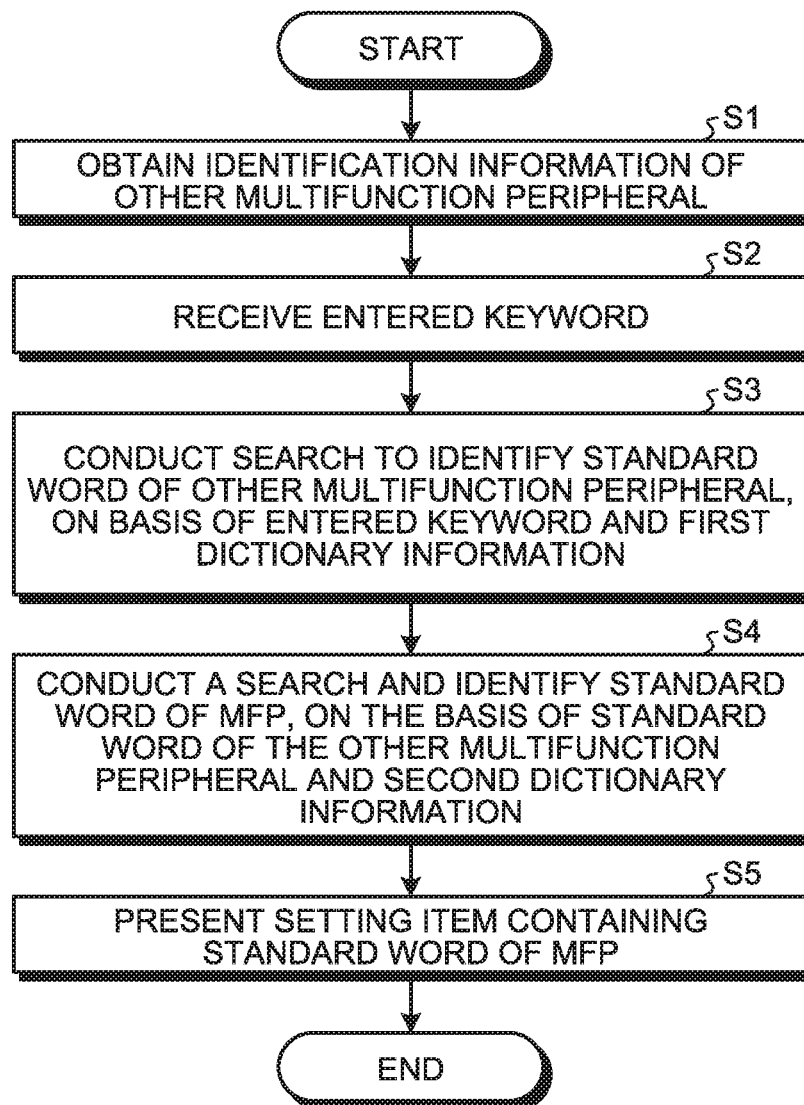 START
S1
OBTAIN IDENTIFICATION INFORMATION OF
OTHER MULTIFUNCTION PERIPHERAL
S2
RECEIVE ENTERED KEYWORD
S3
CONDUCT SEARCH TO IDENTIFY STANDARD
WORD OF OTHER MULTIFUNCTION PERIPHERAL,
ON BASIS OF ENTERED KEYWORD AND FIRST
DICTIONARY INFORMATION
S4
CONDUCT A SEARCH AND IDENTIFY STANDARD
WORD OF MFP, ON THE BASIS OF STANDARD
WORD OF THE OTHER MULTIFUNCTION
PERIPHERAL AND SECOND DICTIONARY
INFORMATION
S5
PRESENT SETTING ITEM CONTAINING
STANDARD WORD OF MFP
END